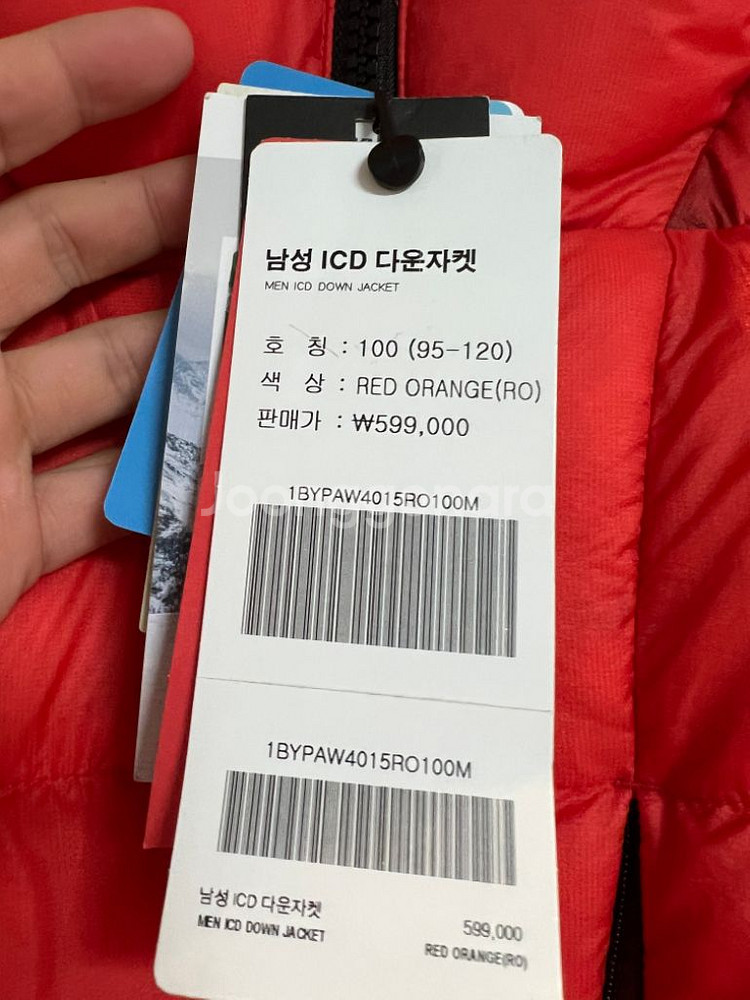 남성 ICD 다운자켓
MEN ICD DOWN JACKET
호 칭 : 100 (95-120)
색 상 : RED ORANGE(RO)
판매가 : ₩599,000
1BYPAW4015RO100M
Joonggonara
1BYPAW4015RO100M
남성 ICD 다운자켓
MEN ICD DOWN JACKET
599,000
RED ORANGE(RO)